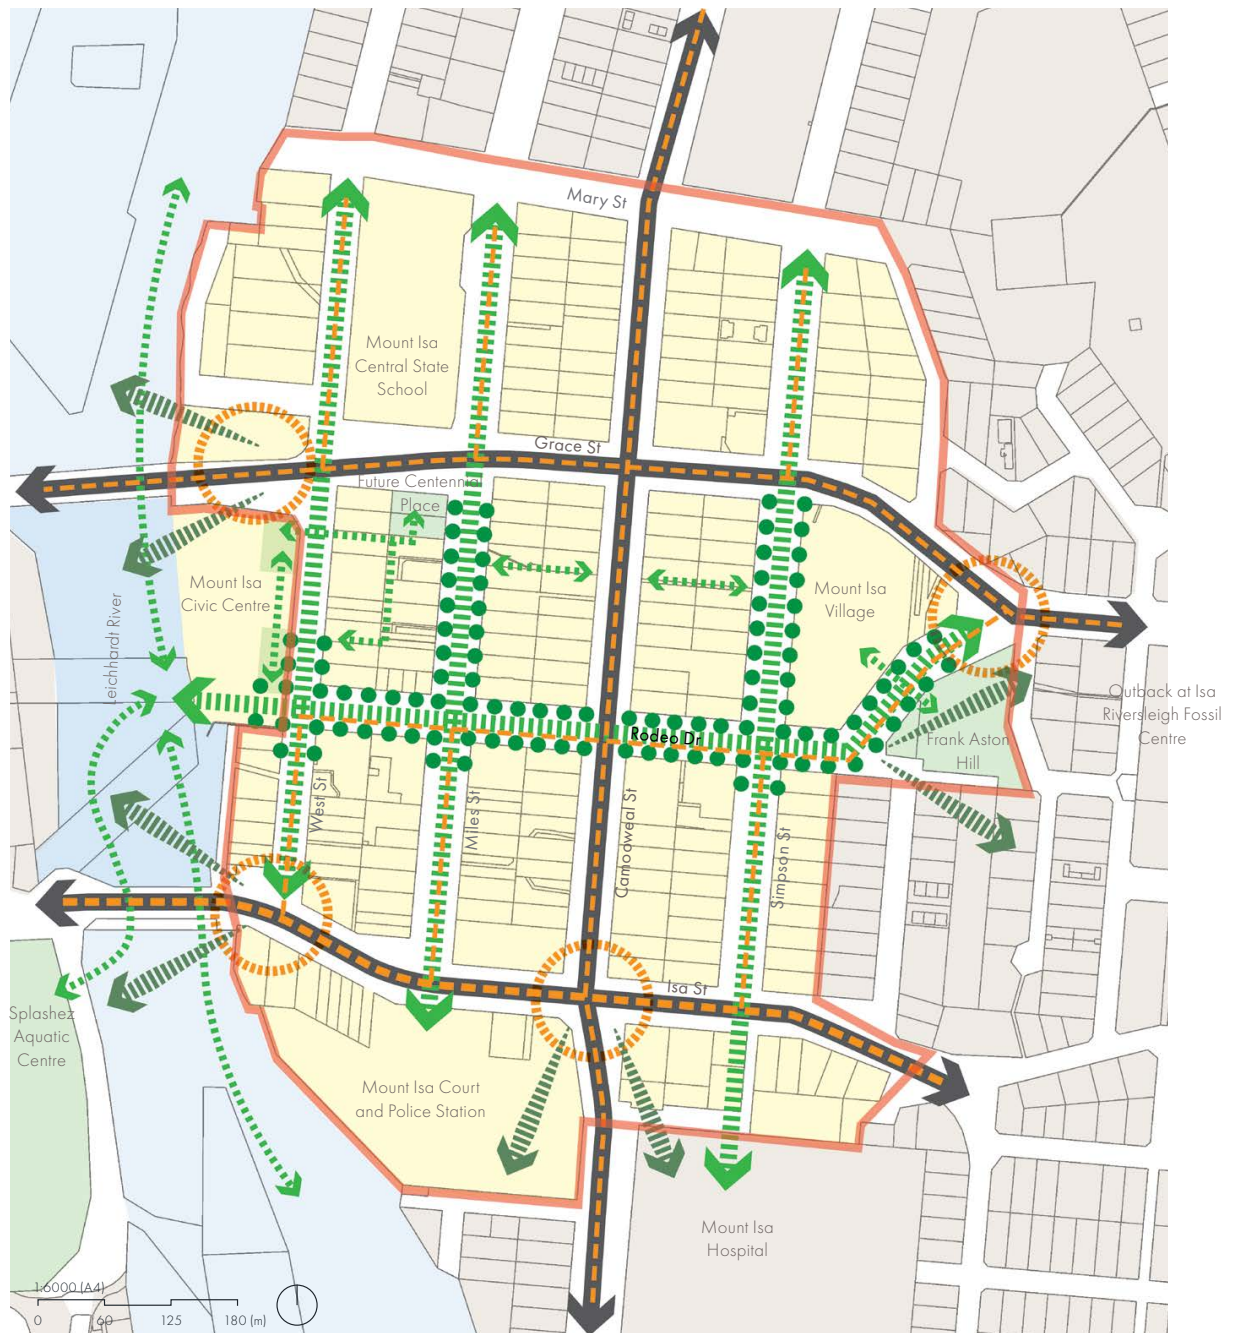 Mary St
Mount Isa
Central State
School
Grace St
Future Centennial
Place
Mount Isa
Civic Centre
Leichhardt River
Mount Isa
Village
Outback at Isa
Riversleigh Fossil
Centre
Rodeo Dr
Frank Aston
Hill
West St
Miles St
Camooweal St
Simpson St
Isa St
Splashez
Aquatic
Centre
Mount Isa Court
and Police Station
Mount Isa
Hospital
1:6000 (A4)
0 60 125 180 (m)